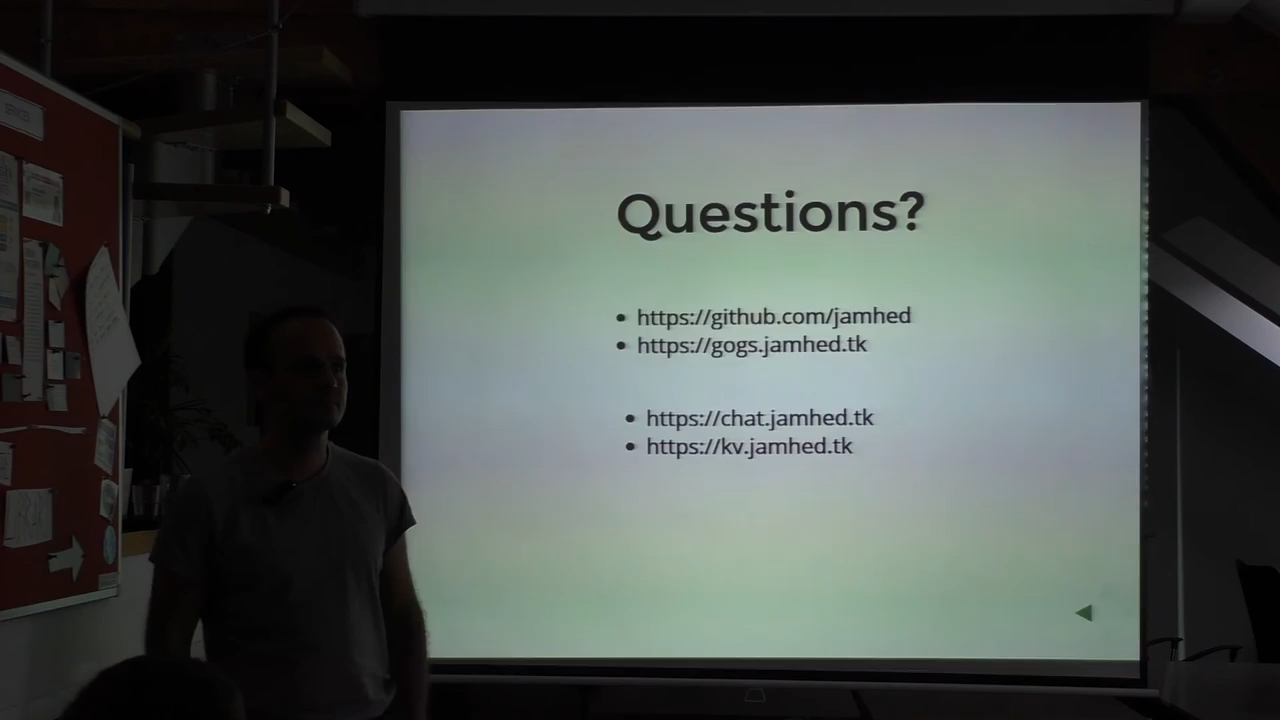 Questions?
https://github.com/jamhed
https://gogs.jamhed.tk
https://chat.jamhed.tk
https://kv.jamhed.tk